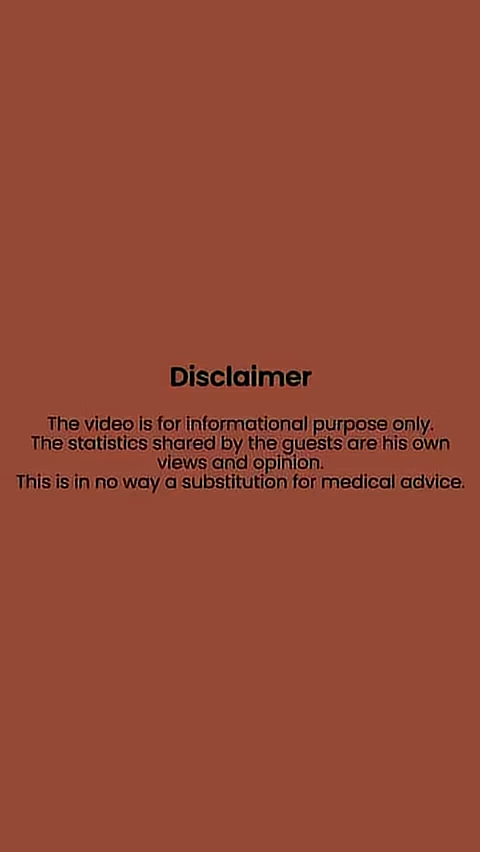 Disclaimer
The video is for informational purpose only.
The statistics shared by the guests are his own
views and opinion.
This is in no way a substitution for medical advice.